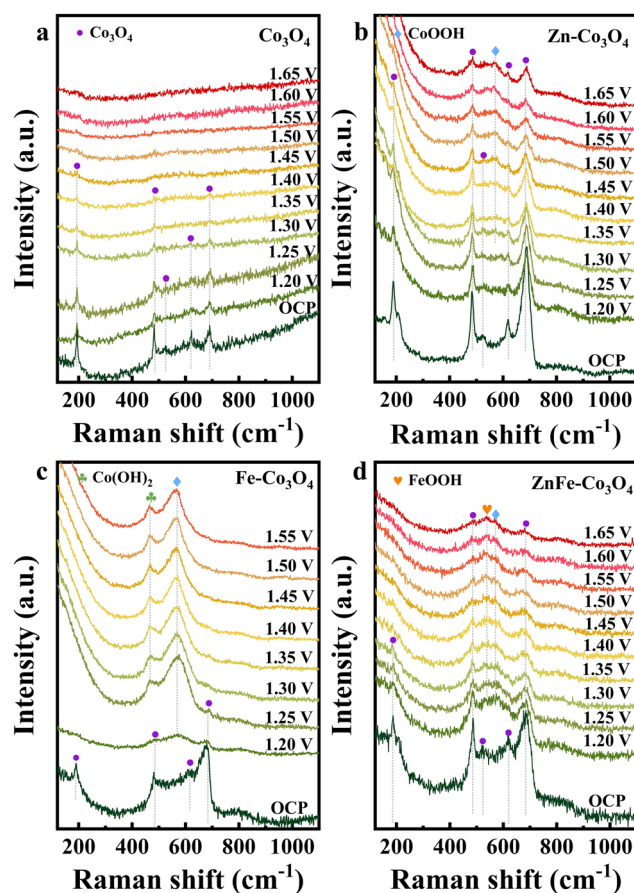 a
Co₃O₄
Co₃O₄
1.65 V
1.60 V
1.55 V
1.50 V
1.45 V
1.40 V
1.35 V
1.30 V
1.25 V
1.20 V
OCP
Intensity (a.u.)
200 400 600 800 1000
Raman shift (cm⁻¹)
b
CoOOH
Zn-Co₃O₄
1.65 V
1.60 V
1.55 V
1.50 V
1.45 V
1.40 V
1.35 V
1.30 V
1.25 V
1.20 V
OCP
Intensity (a.u.)
200 400 600 800 1000
Raman shift (cm⁻¹)
c
Co(OH)₂
Fe-Co₃O₄
1.55 V
1.50 V
1.45 V
1.40 V
1.35 V
1.30 V
1.25 V
1.20 V
OCP
Intensity (a.u.)
200 400 600 800 1000
Raman shift (cm⁻¹)
d
FeOOH
ZnFe-Co₃O₄
1.65 V
1.60 V
1.55 V
1.50 V
1.45 V
1.40 V
1.35 V
1.30 V
1.25 V
1.20 V
OCP
Intensity (a.u.)
200 400 600 800 1000
Raman shift (cm⁻¹)